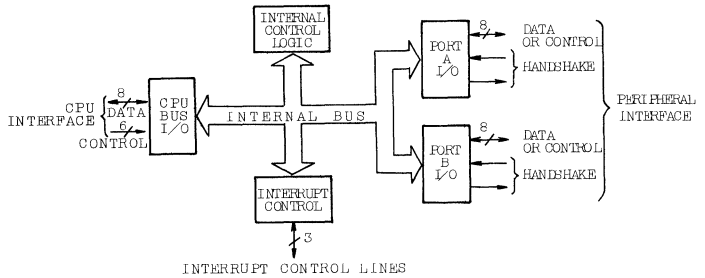 INTERNAL
CONTROL
LOGIC
CPU
INTERFACE
8
DATA
6
CONTROL
CPU
BUS
I/O
INTERNAL BUS
PORT
A
I/O
8
DATA
OR CONTROL
HANDSHAKE
PORT
B
I/O
8
DATA
OR CONTROL
HANDSHAKE
PERIPHERAL
INTERFACE
INTERRUPT
CONTROL
3
INTERRUPT CONTROL LINES